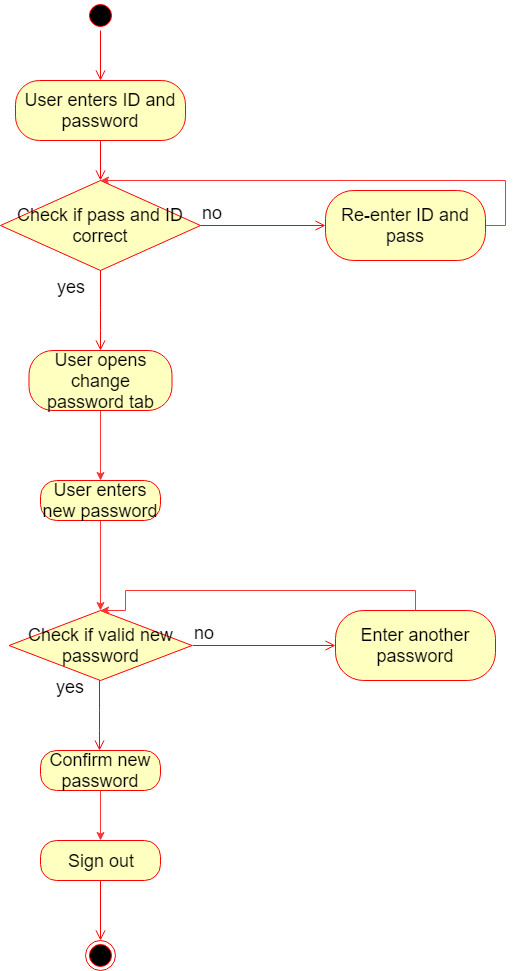 User enters ID and
password
Check if pass and ID
correct
no
Re-enter ID and
pass
yes
User opens
change
password tab
User enters
new password
Check if valid new
password
no
Enter another
password
yes
Confirm new
password
Sign out